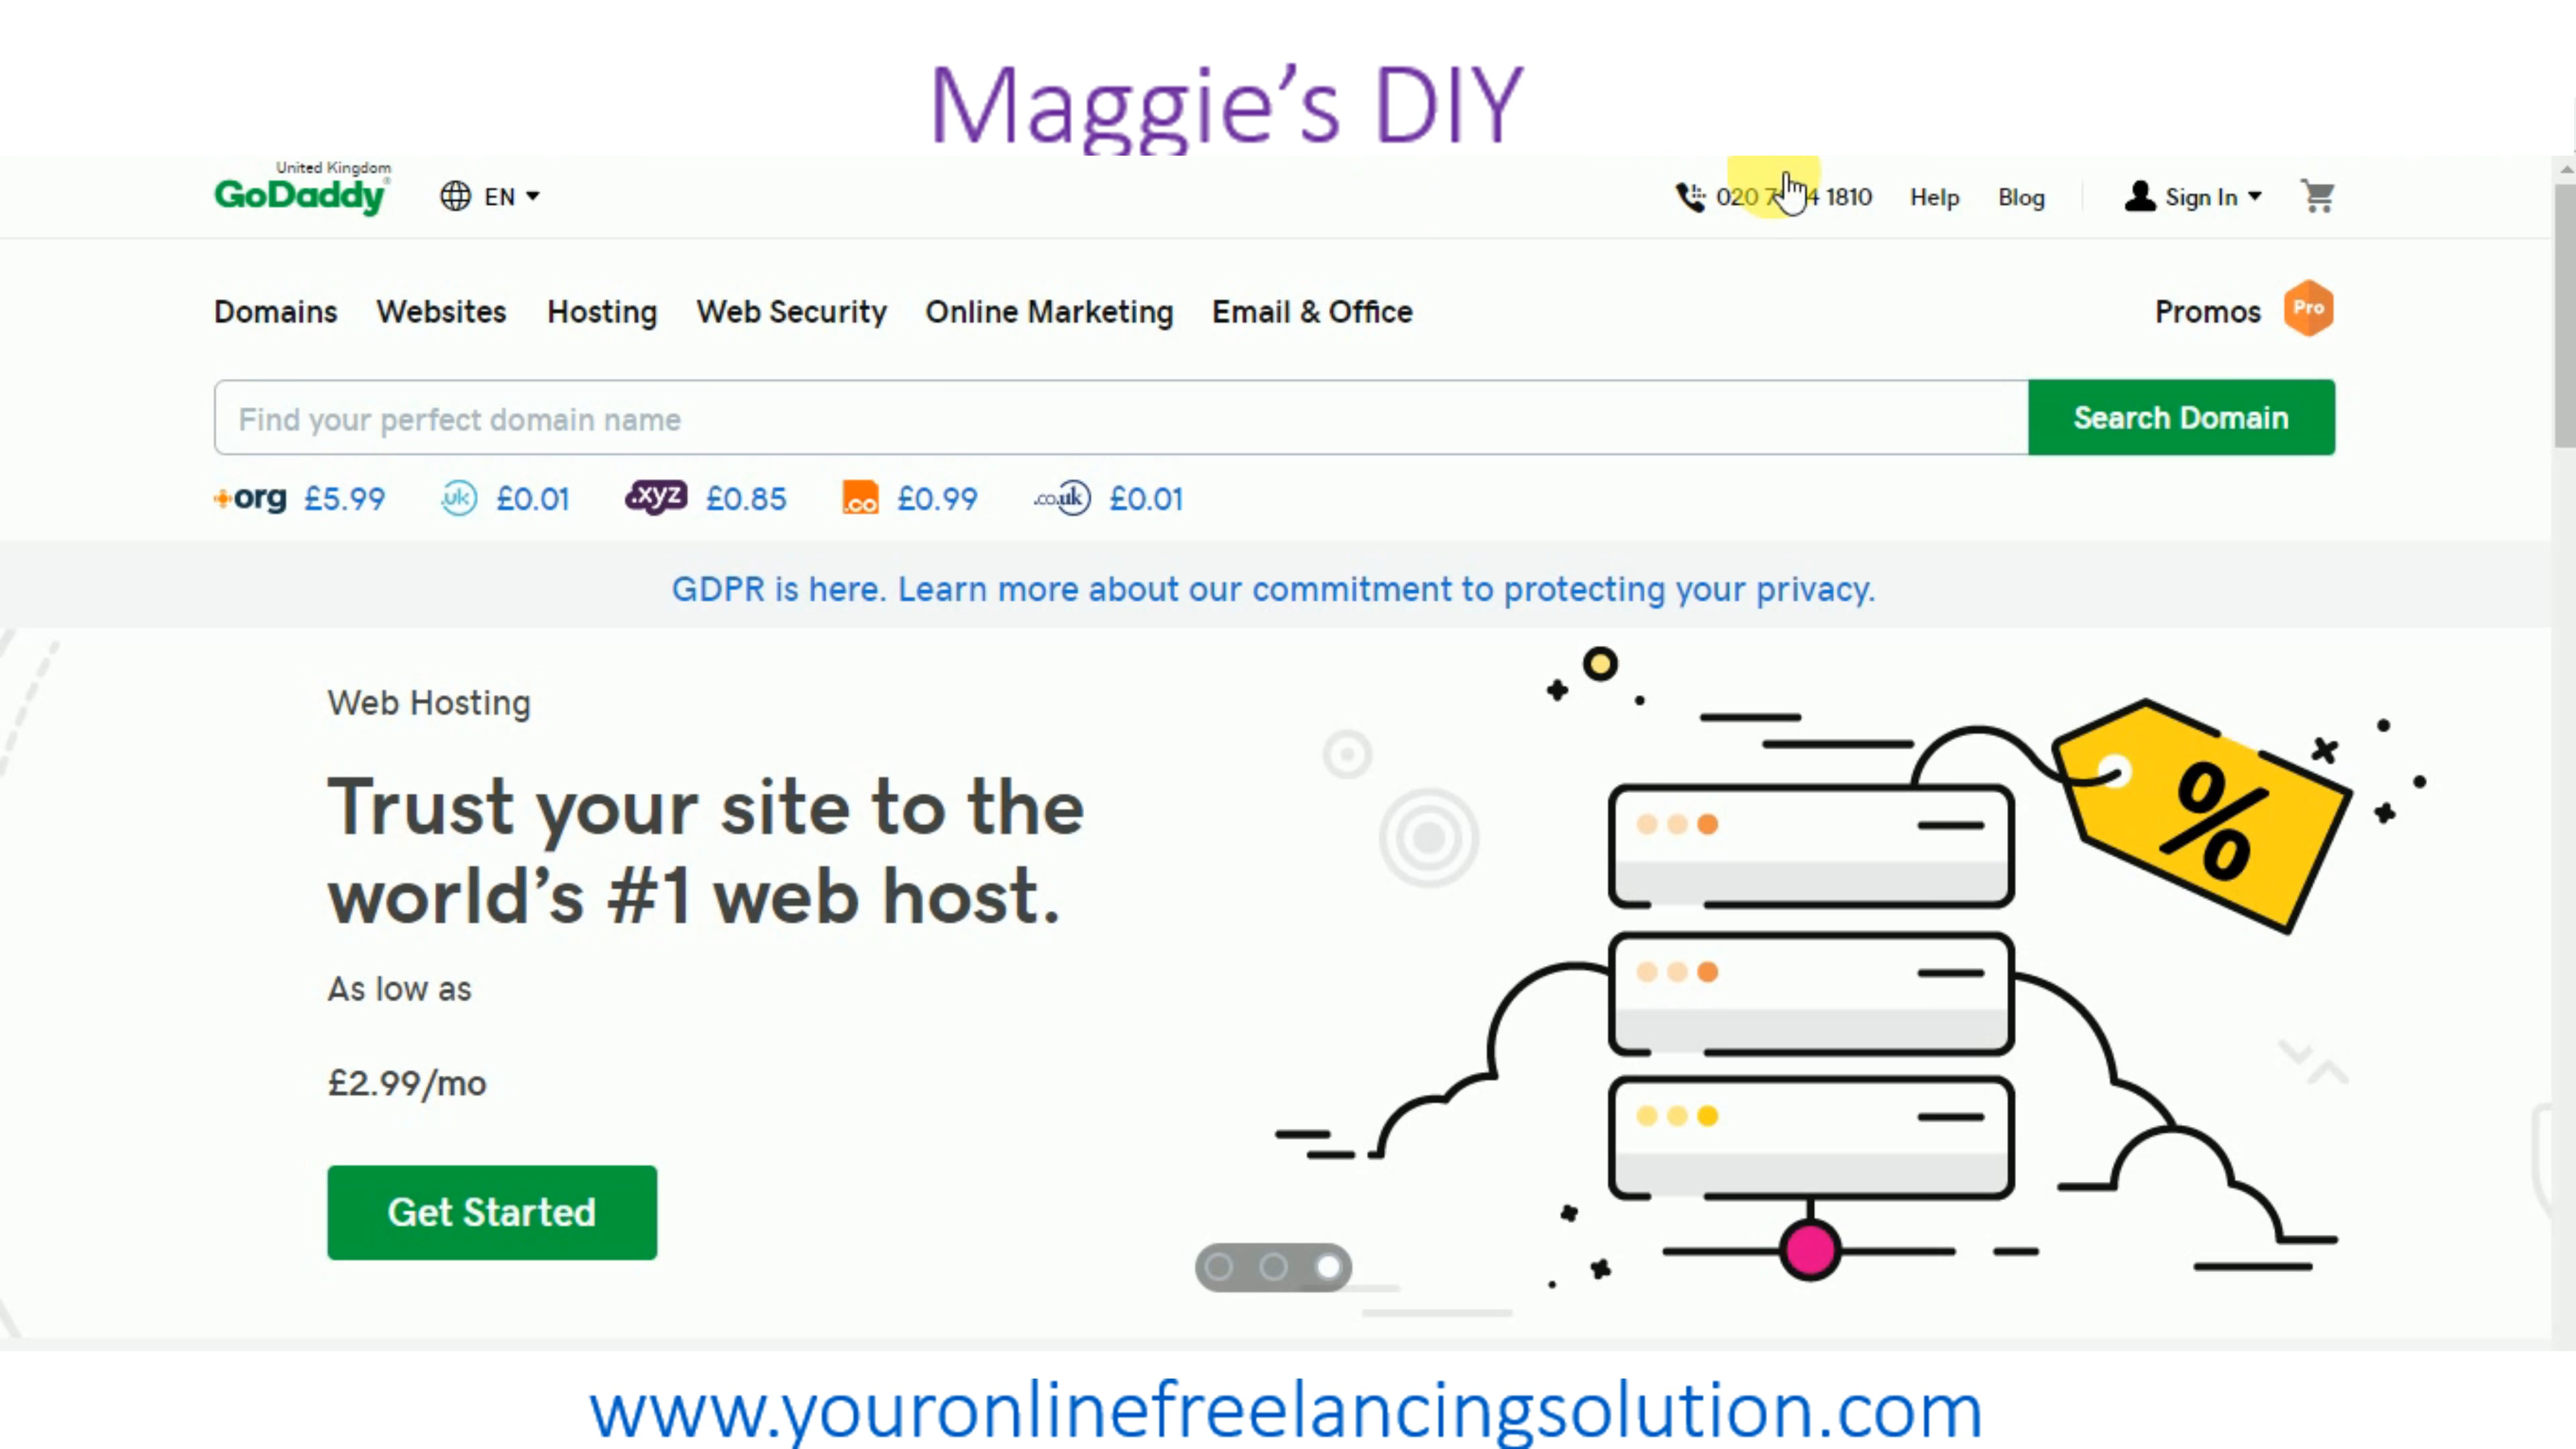 Maggie's DIY
United Kingdom
GoDaddy EN 1810 Help Blog Sign In
Domains Websites Hosting Web Security Online Marketing Email & Office Promos Pro
Find your perfect domain name Search Domain
org £5.99 .uk £0.01 .xyz £0.85 .co £0.99 .co.uk £0.01
GDPR is here. Learn more about our commitment to protecting your privacy.
Web Hosting
Trust your site to the
world's #1 web host.
As low as
£2.99/mo
%
Get Started
www.youronlinefreelancingsolution.com